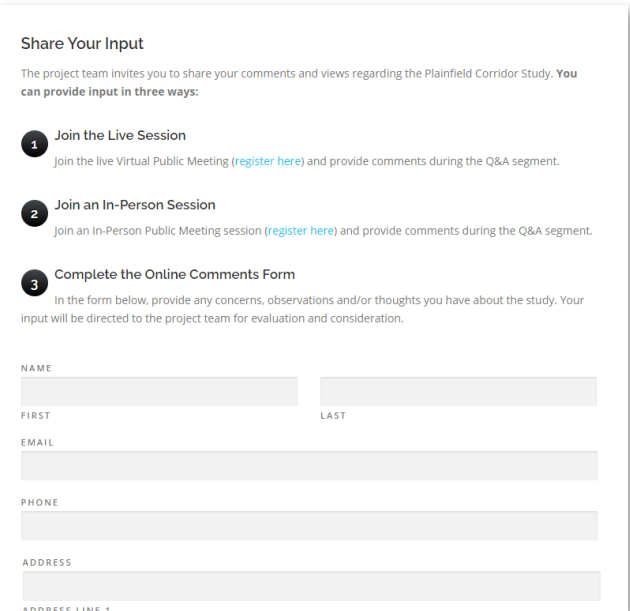 Share Your Input
The project team invites you to share your comments and views regarding the Plainfield Corridor Study. You
can provide input in three ways:
1
Join the Live Session
Join the live Virtual Public Meeting (register here) and provide comments during the Q&A segment.
2
Join an In-Person Session
Join an In-Person Public Meeting session (register here) and provide comments during the Q&A segment.
3
Complete the Online Comments Form
In the form below, provide any concerns, observations and/or thoughts you have about the study. Your
input will be directed to the project team for evaluation and consideration.
NAME
FIRST LAST
EMAIL
PHONE
ADDRESS
ADDRESS LINE 1